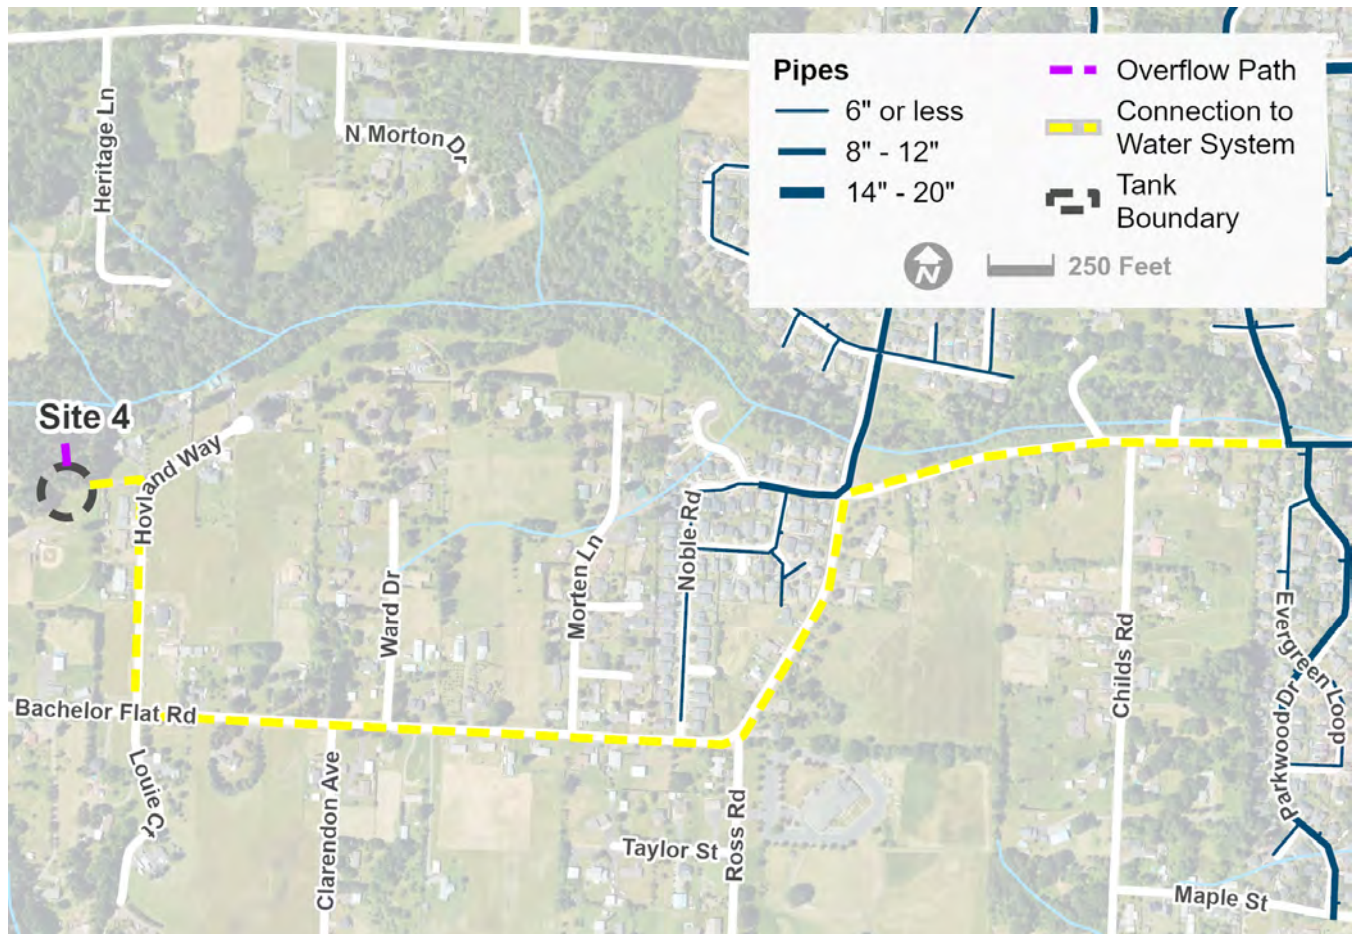 Pipes
6" or less
8" - 12"
14" - 20"
Overflow Path
Connection to
Water System
Tank
Boundary
N
250 Feet
Heritage Ln
N Morton Dr
Site 4
Hovland Way
Ward Dr
Morten Ln
Noble Rd
Bachelor Flat Rd
Louie Ct
Clarendon Ave
Taylor St
Ross Rd
Childs Rd
Evergreen Loop
Parkwood Dr
Maple St